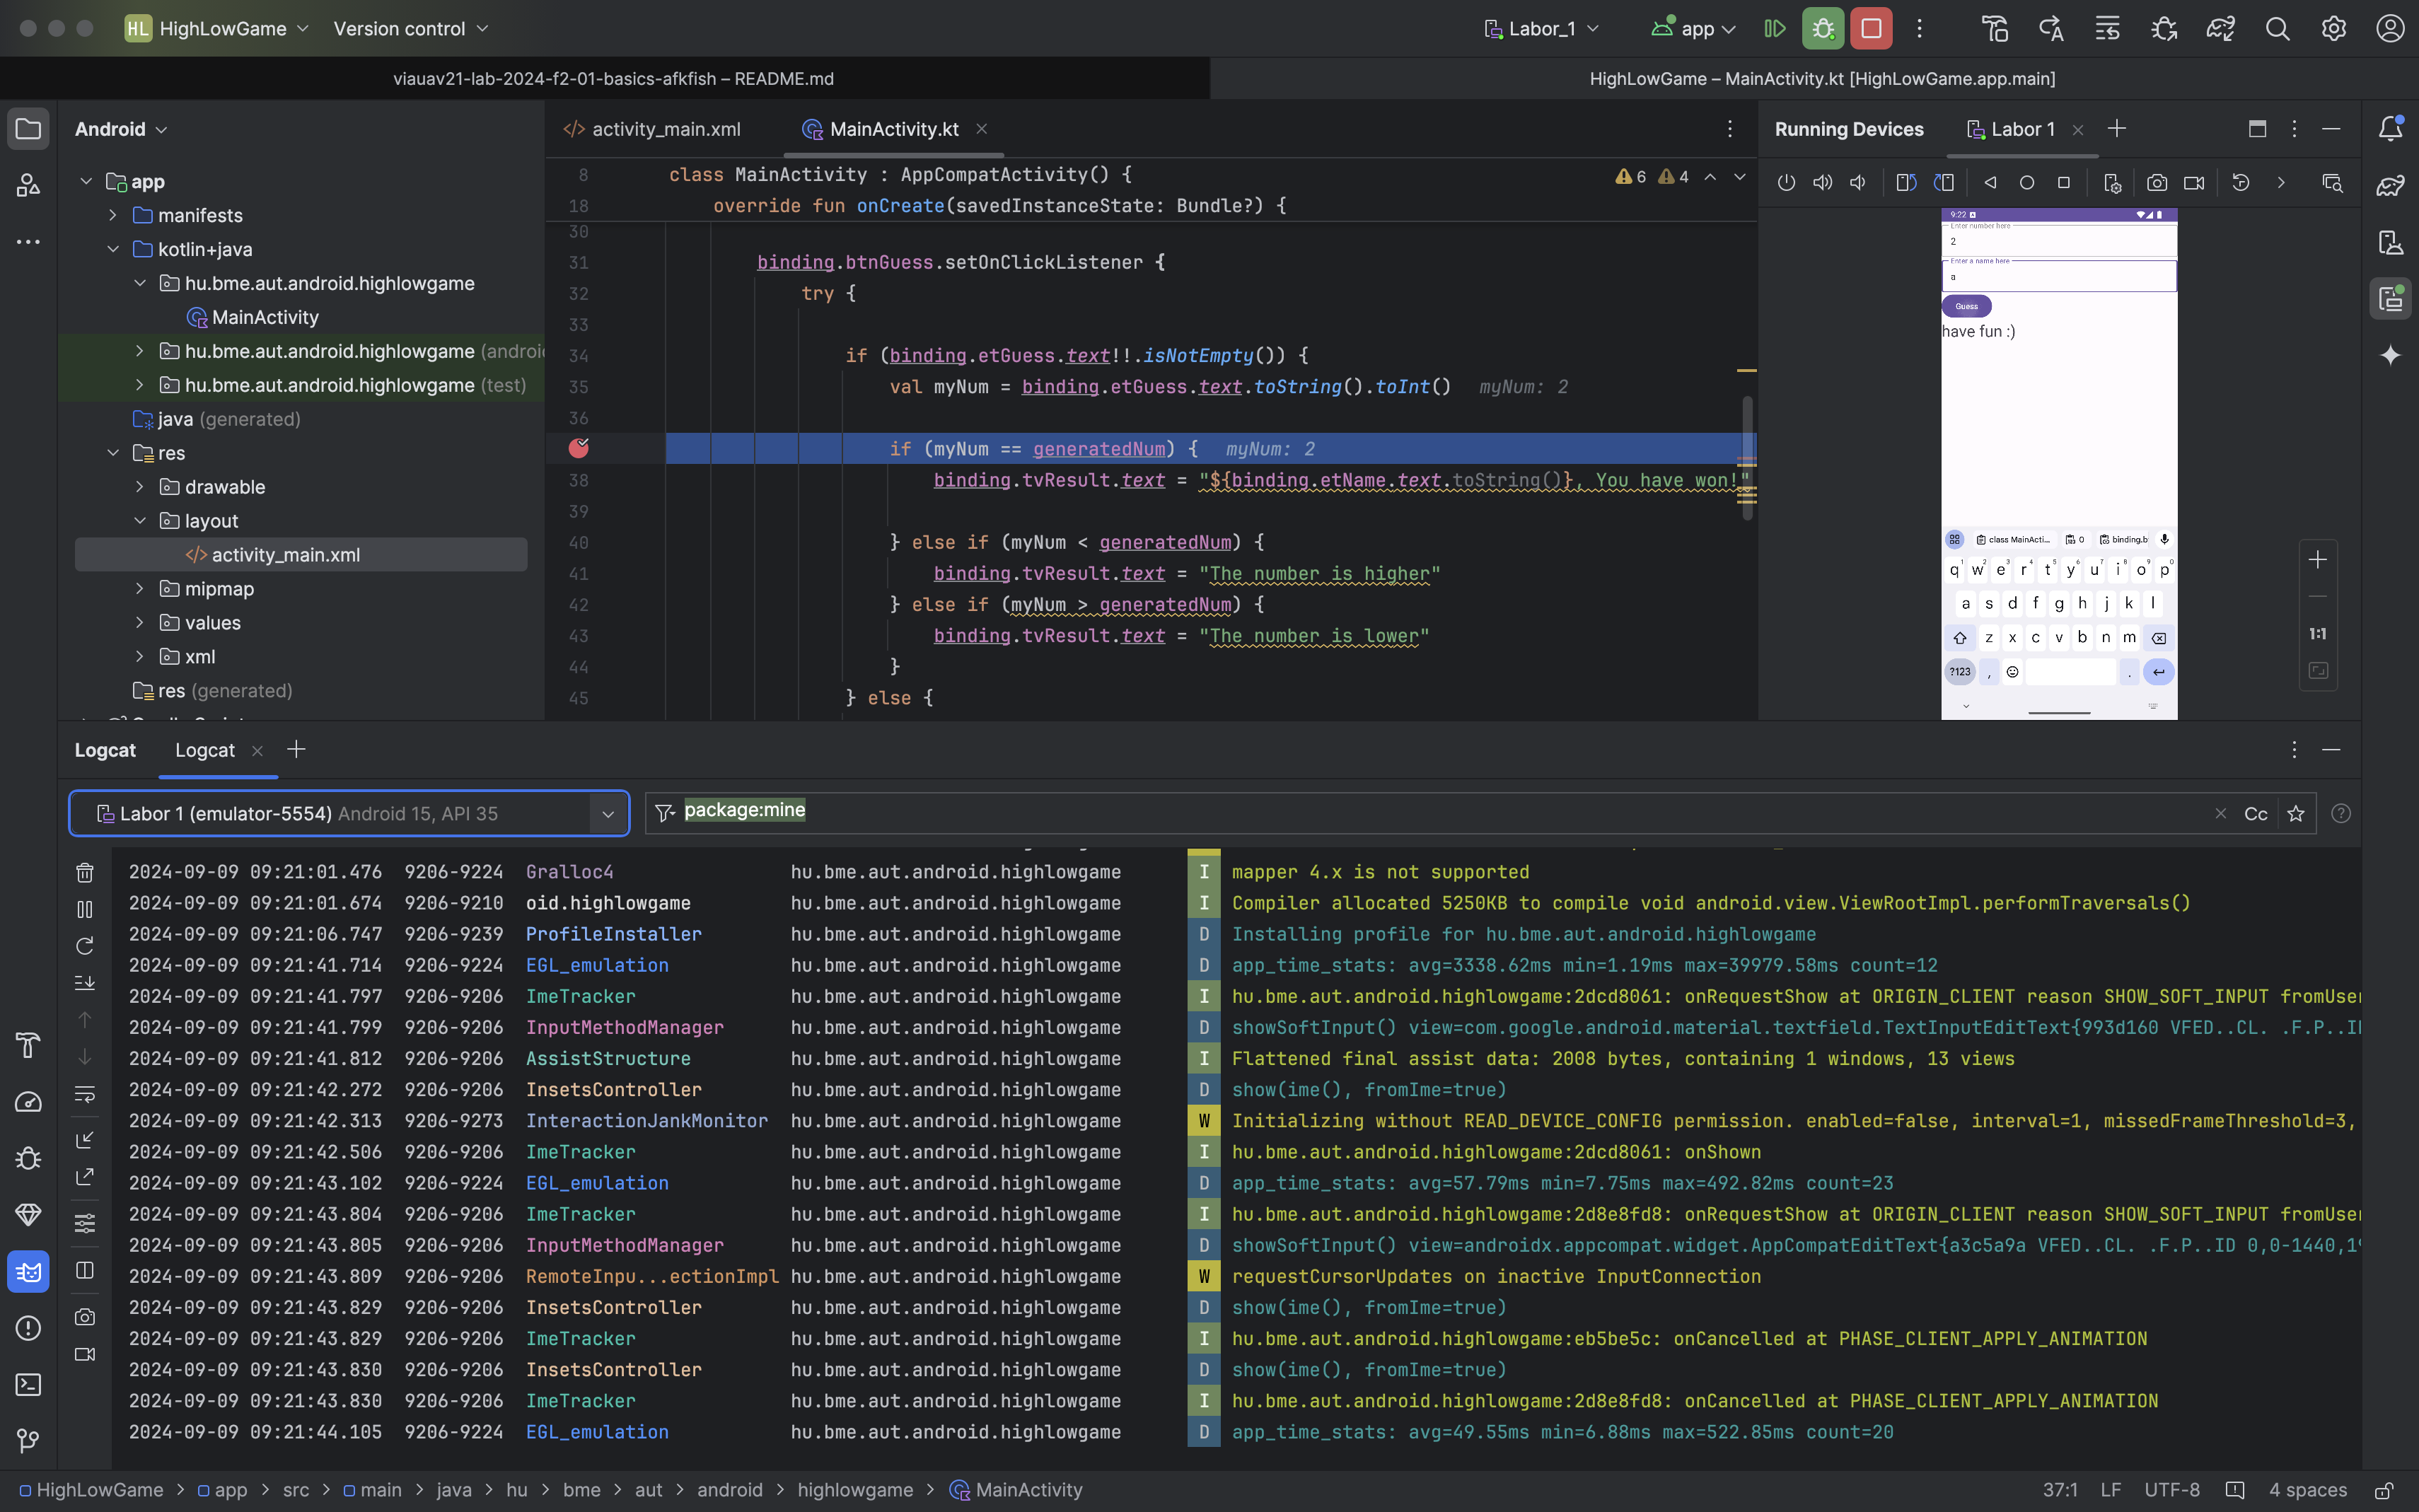 HL HighLowGame Version control Labor_1 app
viauav21-lab-2024-f2-01-basics-afkfish – README.md
HighLowGame – MainActivity.kt [HighLowGame.app.main]
Android
app
manifests
kotlin+java
hu.bme.aut.android.highlowgame
MainActivity
hu.bme.aut.android.highlowgame
hu.bme.aut.android.highlowgame (test)
java (generated)
res
drawable
layout
activity_main.xml
mipmap
values
xml
res (generated)
activity_main.xml MainActivity.kt
6 4
8 class MainActivity : AppCompatActivity() {
18 override fun onCreate(savedInstanceState: Bundle?) {
30
31 binding.btnGuess.setOnClickListener {
32 try {
33
34 if (binding.etGuess.text!!.isNotEmpty()) {
35 val myNum = binding.etGuess.text.toString().toInt() myNum: 2
36
if (myNum == generatedNum) { myNum: 2
38 binding.tvResult.text = "${binding.etName.text.toString()}, You have won!"
39
40 } else if (myNum < generatedNum) {
41 binding.tvResult.text = "The number is higher"
42 } else if (myNum > generatedNum) {
43 binding.tvResult.text = "The number is lower"
44 }
45 } else {
Running Devices Labor 1
9:22
Enter number here
2
Enter a name here
a
Guess
have fun :)
class MainActi... 0 binding.b
q1 w2 e3 r4 t5 y6 u7 i8 o9 p0
a s d f g h j k l
z x c v b n m
?123 , .
1:1
Logcat Logcat
Labor 1 (emulator-5554) Android 15, API 35 package:mine Cc
2024-09-09 09:21:01.476 9206-9224 Gralloc4 hu.bme.aut.android.highlowgame I mapper 4.x is not supported
2024-09-09 09:21:01.674 9206-9210 oid.highlowgame hu.bme.aut.android.highlowgame I Compiler allocated 5250KB to compile void android.view.ViewRootImpl.performTraversals()
2024-09-09 09:21:06.747 9206-9239 ProfileInstaller hu.bme.aut.android.highlowgame D Installing profile for hu.bme.aut.android.highlowgame
2024-09-09 09:21:41.714 9206-9224 EGL_emulation hu.bme.aut.android.highlowgame D app_time_stats: avg=3338.62ms min=1.19ms max=39979.58ms count=12
2024-09-09 09:21:41.797 9206-9206 ImeTracker hu.bme.aut.android.highlowgame I hu.bme.aut.android.highlowgame:2dcd8061: onRequestShow at ORIGIN_CLIENT reason SHOW_SOFT_INPUT fromUser
2024-09-09 09:21:41.799 9206-9206 InputMethodManager hu.bme.aut.android.highlowgame D showSoftInput() view=com.google.android.material.textfield.TextInputEditText{993d160 VFED..CL. .F.P..ID
2024-09-09 09:21:41.812 9206-9206 AssistStructure hu.bme.aut.android.highlowgame I Flattened final assist data: 2008 bytes, containing 1 windows, 13 views
2024-09-09 09:21:42.272 9206-9206 InsetsController hu.bme.aut.android.highlowgame D show(ime(), fromIme=true)
2024-09-09 09:21:42.313 9206-9273 InteractionJankMonitor hu.bme.aut.android.highlowgame W Initializing without READ_DEVICE_CONFIG permission. enabled=false, interval=1, missedFrameThreshold=3,
2024-09-09 09:21:42.506 9206-9206 ImeTracker hu.bme.aut.android.highlowgame I hu.bme.aut.android.highlowgame:2dcd8061: onShown
2024-09-09 09:21:43.102 9206-9224 EGL_emulation hu.bme.aut.android.highlowgame D app_time_stats: avg=57.79ms min=7.75ms max=492.82ms count=23
2024-09-09 09:21:43.804 9206-9206 ImeTracker hu.bme.aut.android.highlowgame I hu.bme.aut.android.highlowgame:2d8e8fd8: onRequestShow at ORIGIN_CLIENT reason SHOW_SOFT_INPUT fromUser
2024-09-09 09:21:43.805 9206-9206 InputMethodManager hu.bme.aut.android.highlowgame D showSoftInput() view=androidx.appcompat.widget.AppCompatEditText{a3c5a9a VFED..CL. .F.P..ID 0,0-1440,19
2024-09-09 09:21:43.809 9206-9206 RemoteInpu...ectionImpl hu.bme.aut.android.highlowgame W requestCursorUpdates on inactive InputConnection
2024-09-09 09:21:43.829 9206-9206 InsetsController hu.bme.aut.android.highlowgame D show(ime(), fromIme=true)
2024-09-09 09:21:43.829 9206-9206 ImeTracker hu.bme.aut.android.highlowgame I hu.bme.aut.android.highlowgame:eb5be5c: onCancelled at PHASE_CLIENT_APPLY_ANIMATION
2024-09-09 09:21:43.830 9206-9206 InsetsController hu.bme.aut.android.highlowgame D show(ime(), fromIme=true)
2024-09-09 09:21:43.830 9206-9206 ImeTracker hu.bme.aut.android.highlowgame I hu.bme.aut.android.highlowgame:2d8e8fd8: onCancelled at PHASE_CLIENT_APPLY_ANIMATION
2024-09-09 09:21:44.105 9206-9224 EGL_emulation hu.bme.aut.android.highlowgame D app_time_stats: avg=49.55ms min=6.88ms max=522.85ms count=20
HighLowGame > app > src > main > java > hu > bme > aut > android > highlowgame > MainActivity 37:1 LF UTF-8 4 spaces